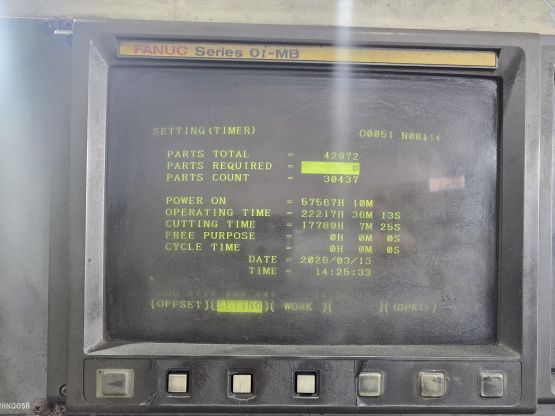 FANUC Series 0i-MB
SETTING(TIMER) O0051 N00414
PARTS TOTAL = 42972
PARTS REQUIRED = 0
PARTS COUNT = 30437
POWER ON = 57567H 10M
OPERATING TIME = 22217H 36M 13S
CUTTING TIME = 17789H 7M 25S
FREE PURPOSE = 0H 0M 0S
CYCLE TIME = 0H 0M 0S
DATE = 2026/03/13
TIME = 14:25:33
[OFFSET][SETING][ WORK ][ ][(OPRT)]